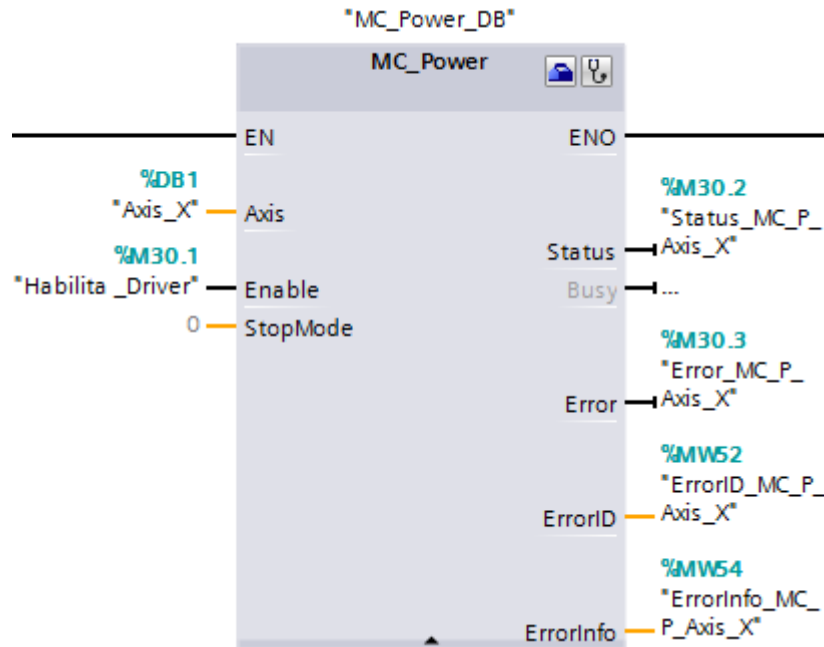 "MC_Power_DB"
MC_Power
EN
ENO
%DB1
"Axis_X"
Axis
%M30.2
"Status_MC_P_
Axis_X"
Status
%M30.1
"Habilita _Driver"
Enable
Busy
...
0
StopMode
%M30.3
"Error_MC_P_
Axis_X"
Error
%MW52
"ErrorID_MC_P_
Axis_X"
ErrorID
%MW54
"ErrorInfo_MC_
P_Axis_X"
ErrorInfo